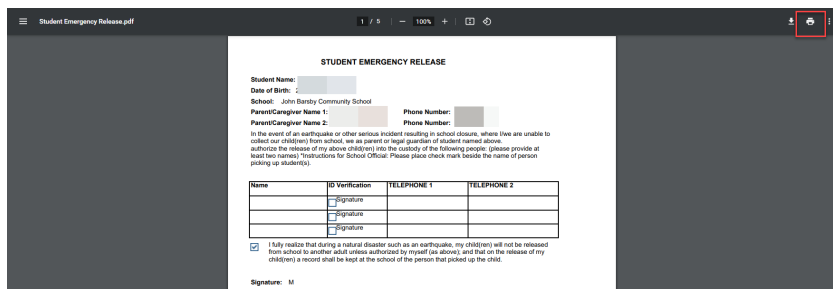 Student Emergency Release.pdf
1 / 5
100%
STUDENT EMERGENCY RELEASE
Student Name:
Date of Birth:
School: John Barsby Community School
Parent/Caregiver Name 1: Phone Number:
Parent/Caregiver Name 2: Phone Number:
In the event of an earthquake or other serious incident resulting in school closure, where I/we are unable to
collect our child(ren) from school, we as parent or legal guardian of student named above.
authorize the release of my above child(ren) into the custody of the following people: (please provide at
least two names) *Instructions for School Official: Please place check mark beside the name of person
picking up student(s).
Name ID Verification TELEPHONE 1 TELEPHONE 2
Signature
Signature
Signature
I fully realize that during a natural disaster such as an earthquake, my child(ren) will not be released
from school to another adult unless authorized by myself (as above); and that on the release of my
child(ren) a record shall be kept at the school of the person that picked up the child.
Signature: M